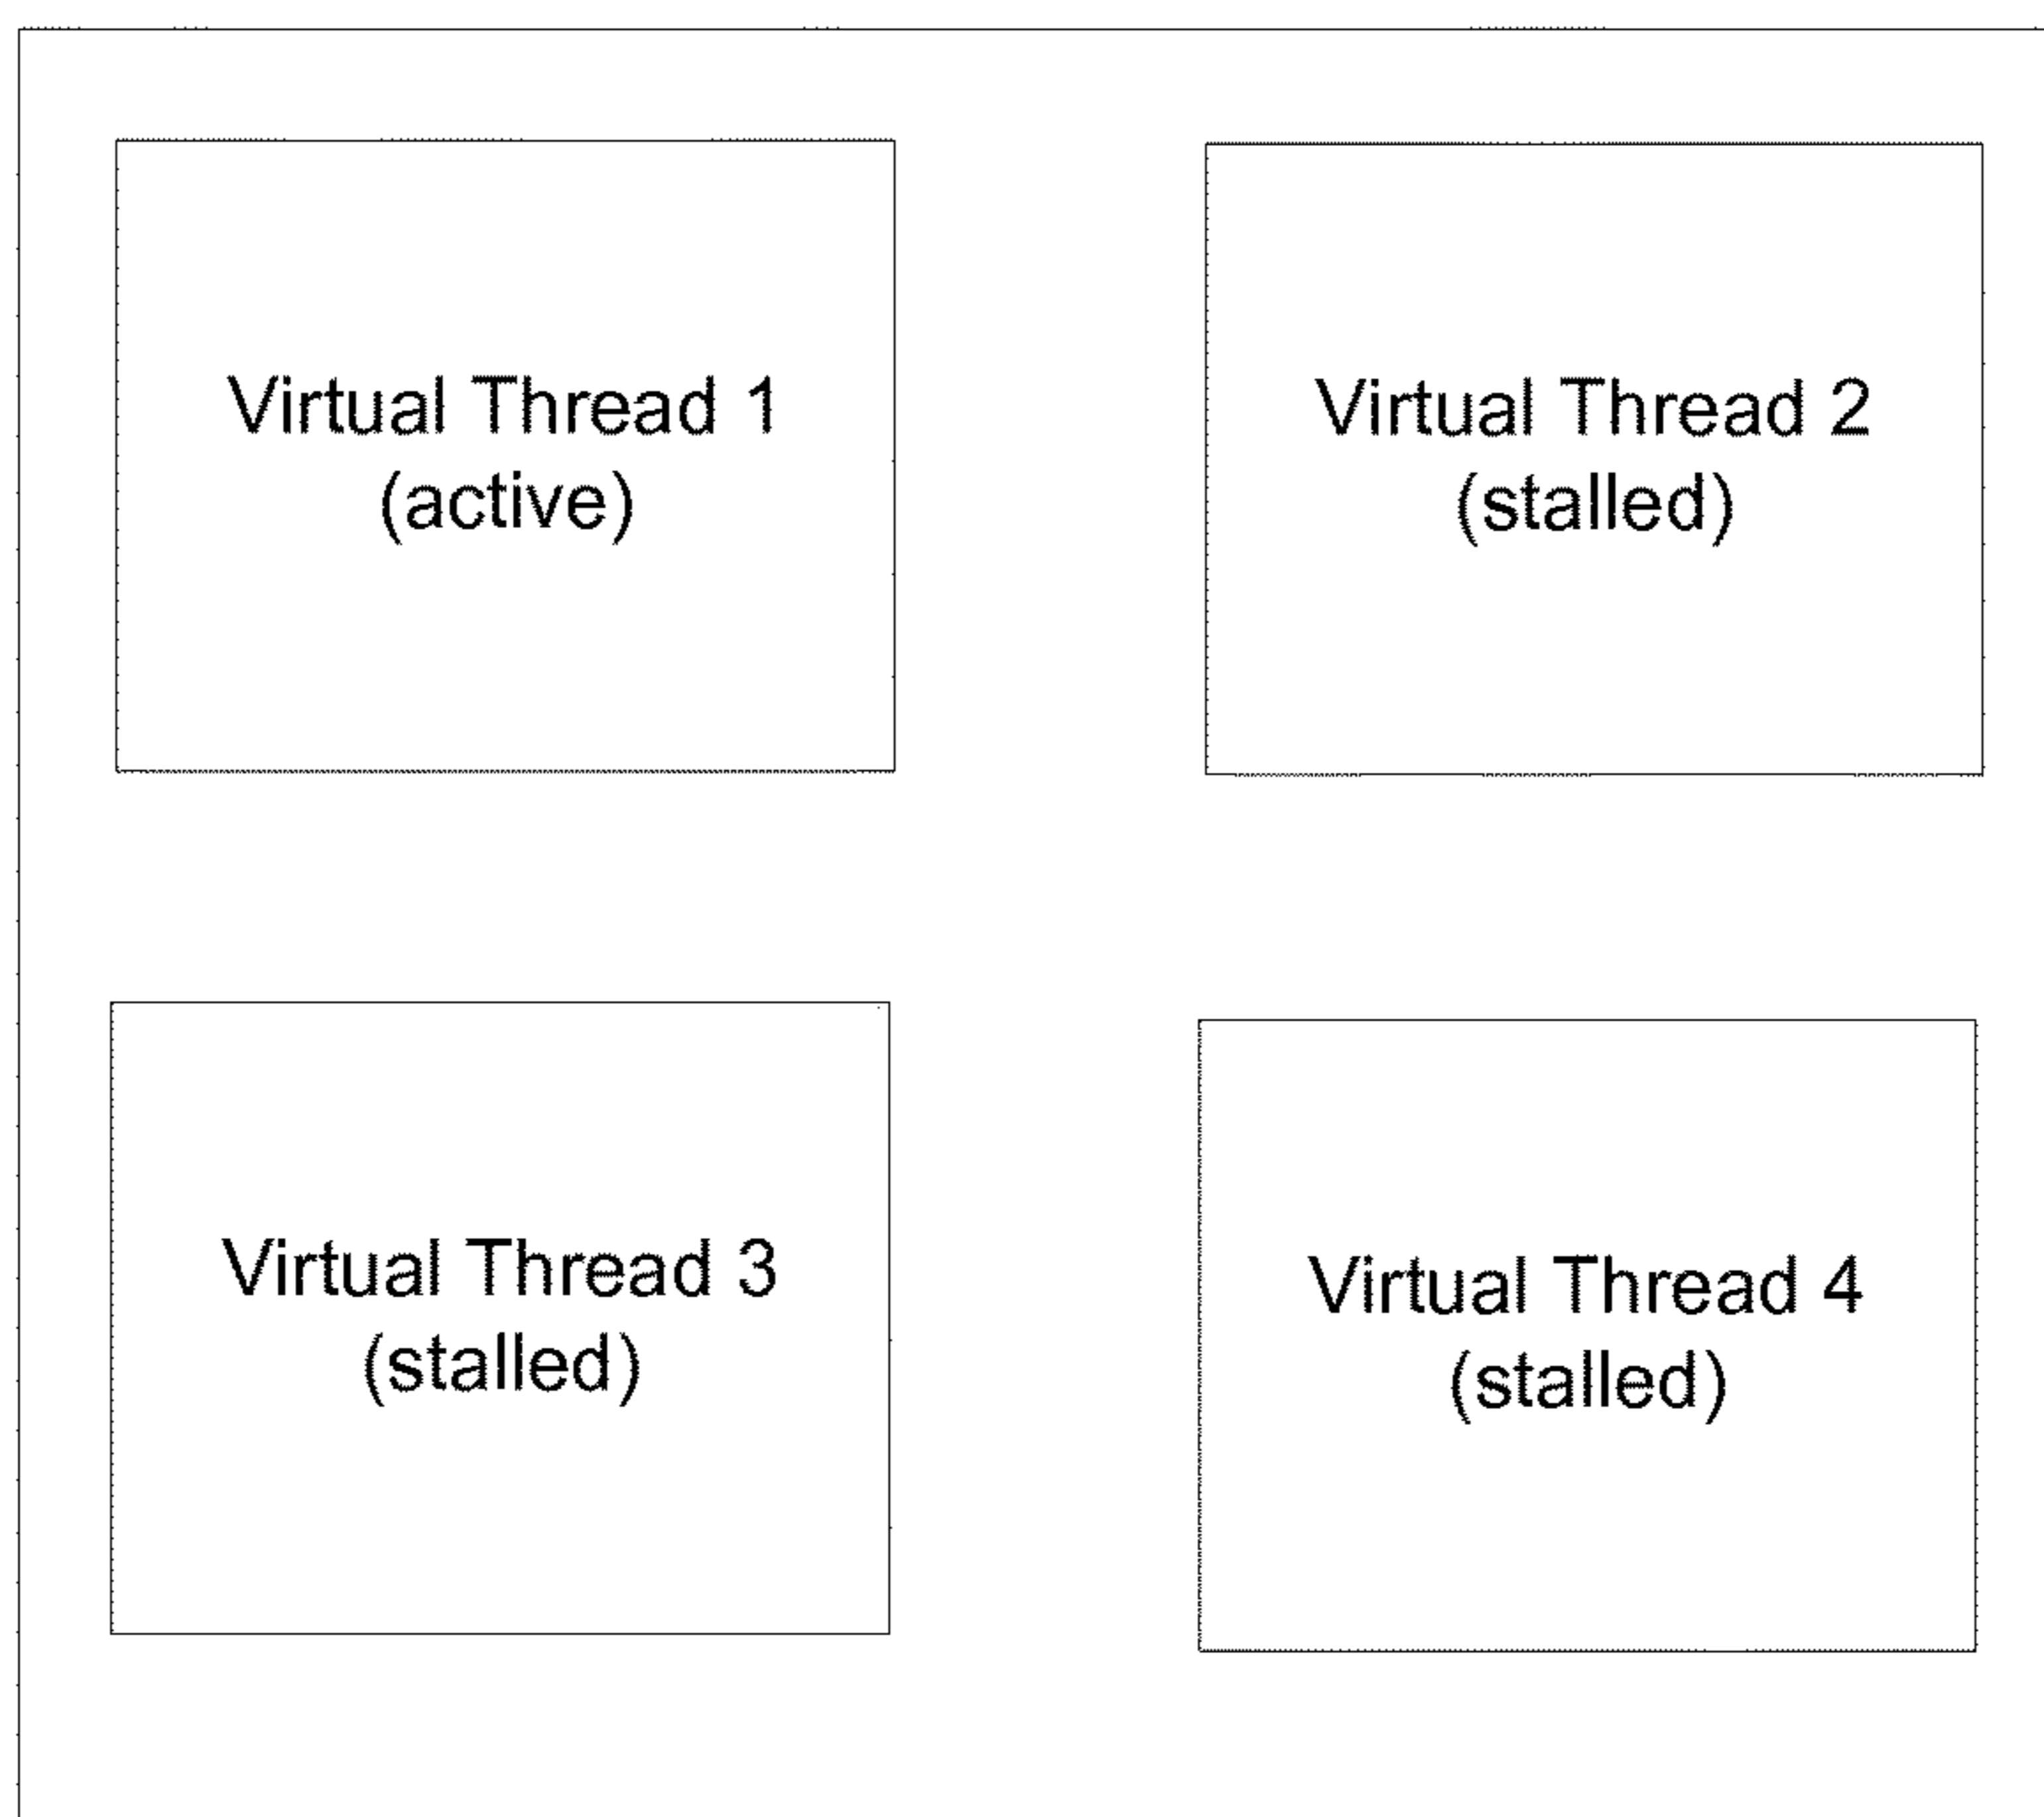 Virtual Thread 1
(active)
Virtual Thread 2
(stalled)
Virtual Thread 3
(stalled)
Virtual Thread 4
(stalled)